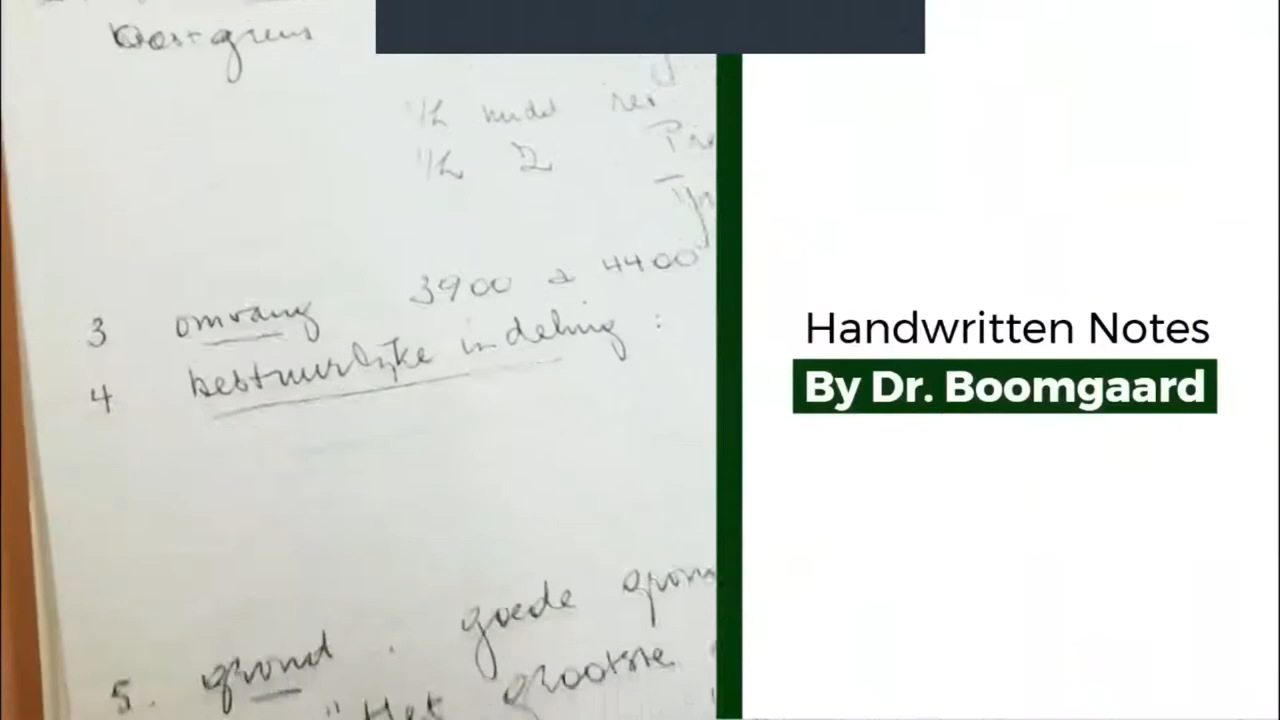 Oostgrens
1/2 midd res
1/2 Z
3 omvang 3900 a 4400
4 bestuurlijke indeling :
5. grond . goede
"Het grootste
Handwritten Notes
By Dr. Boomgaard